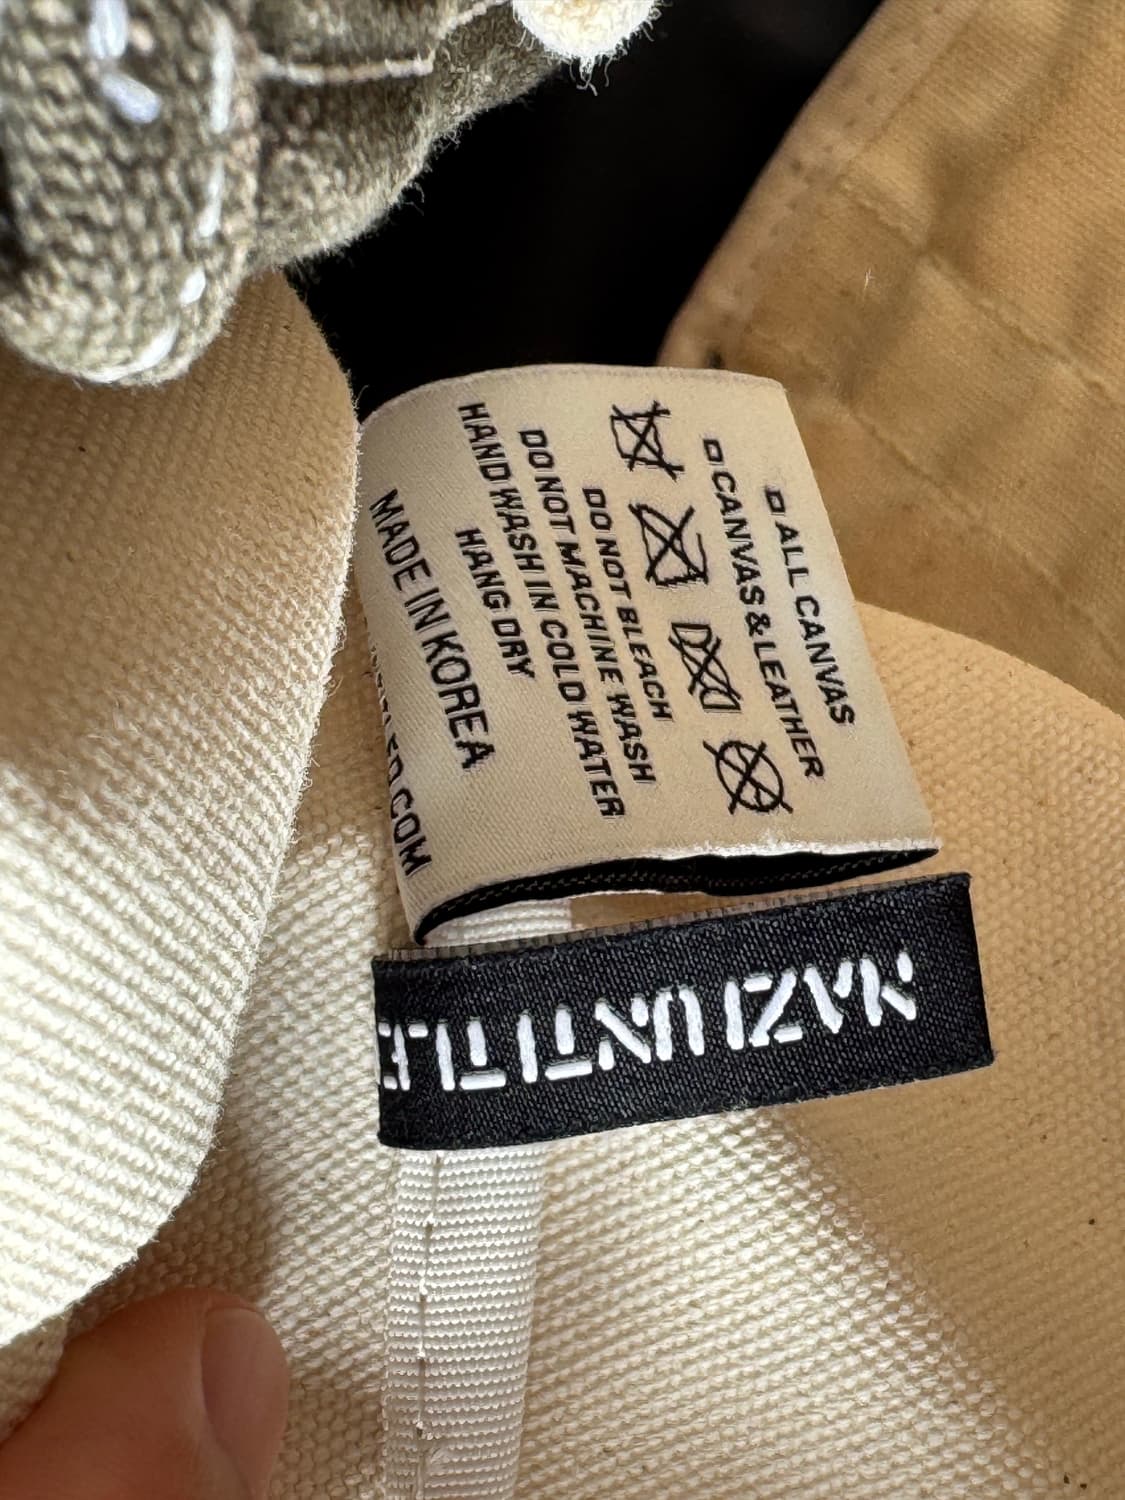 ALL CANVAS
CANVAS & LEATHER
DO NOT BLEACH
DO NOT MACHINE WASH
HAND WASH IN COLD WATER
HANG DRY
MADE IN KOREA
NAZIUNTITLE